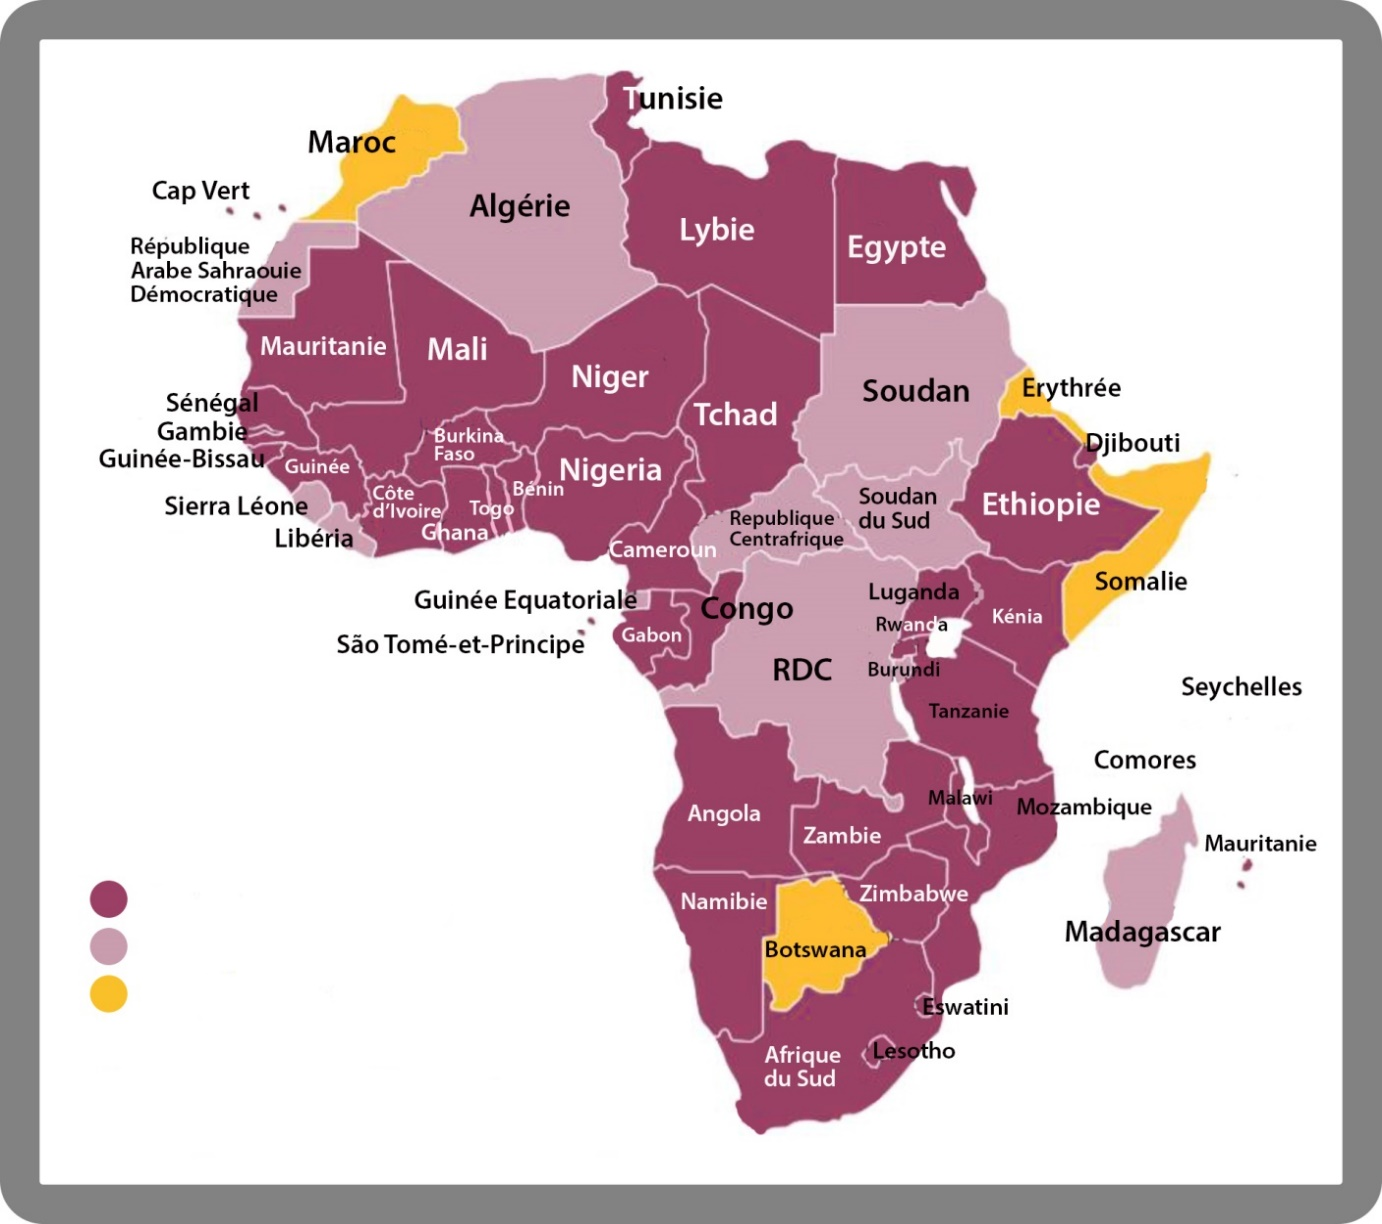 Tunisie
Maroc
Cap Vert
Algérie
Lybie
Egypte
République
Arabe Sahraouie
Démocratique
Mauritanie
Mali
Niger
Tchad
Soudan
Erythrée
Sénégal
Gambie
Guinée-Bissau
Guinée
Burkina
Faso
Nigeria
Djibouti
Sierra Léone
Côte
d'Ivoire
Bénin
Togo
Ghana
Libéria
Soudan
du Sud
Ethiopie
Republique
Centrafrique
Cameroun
Somalie
Guinée Equatoriale
Congo
Luganda
Kénia
São Tomé-et-Principe
Gabon
Rwanda
RDC
Burundi
Seychelles
Tanzanie
Comores
Angola
Malawi
Mozambique
Zambie
Mauritanie
Namibie
Zimbabwe
Madagascar
Botswana
Eswatini
Afrique
du Sud
Lesotho